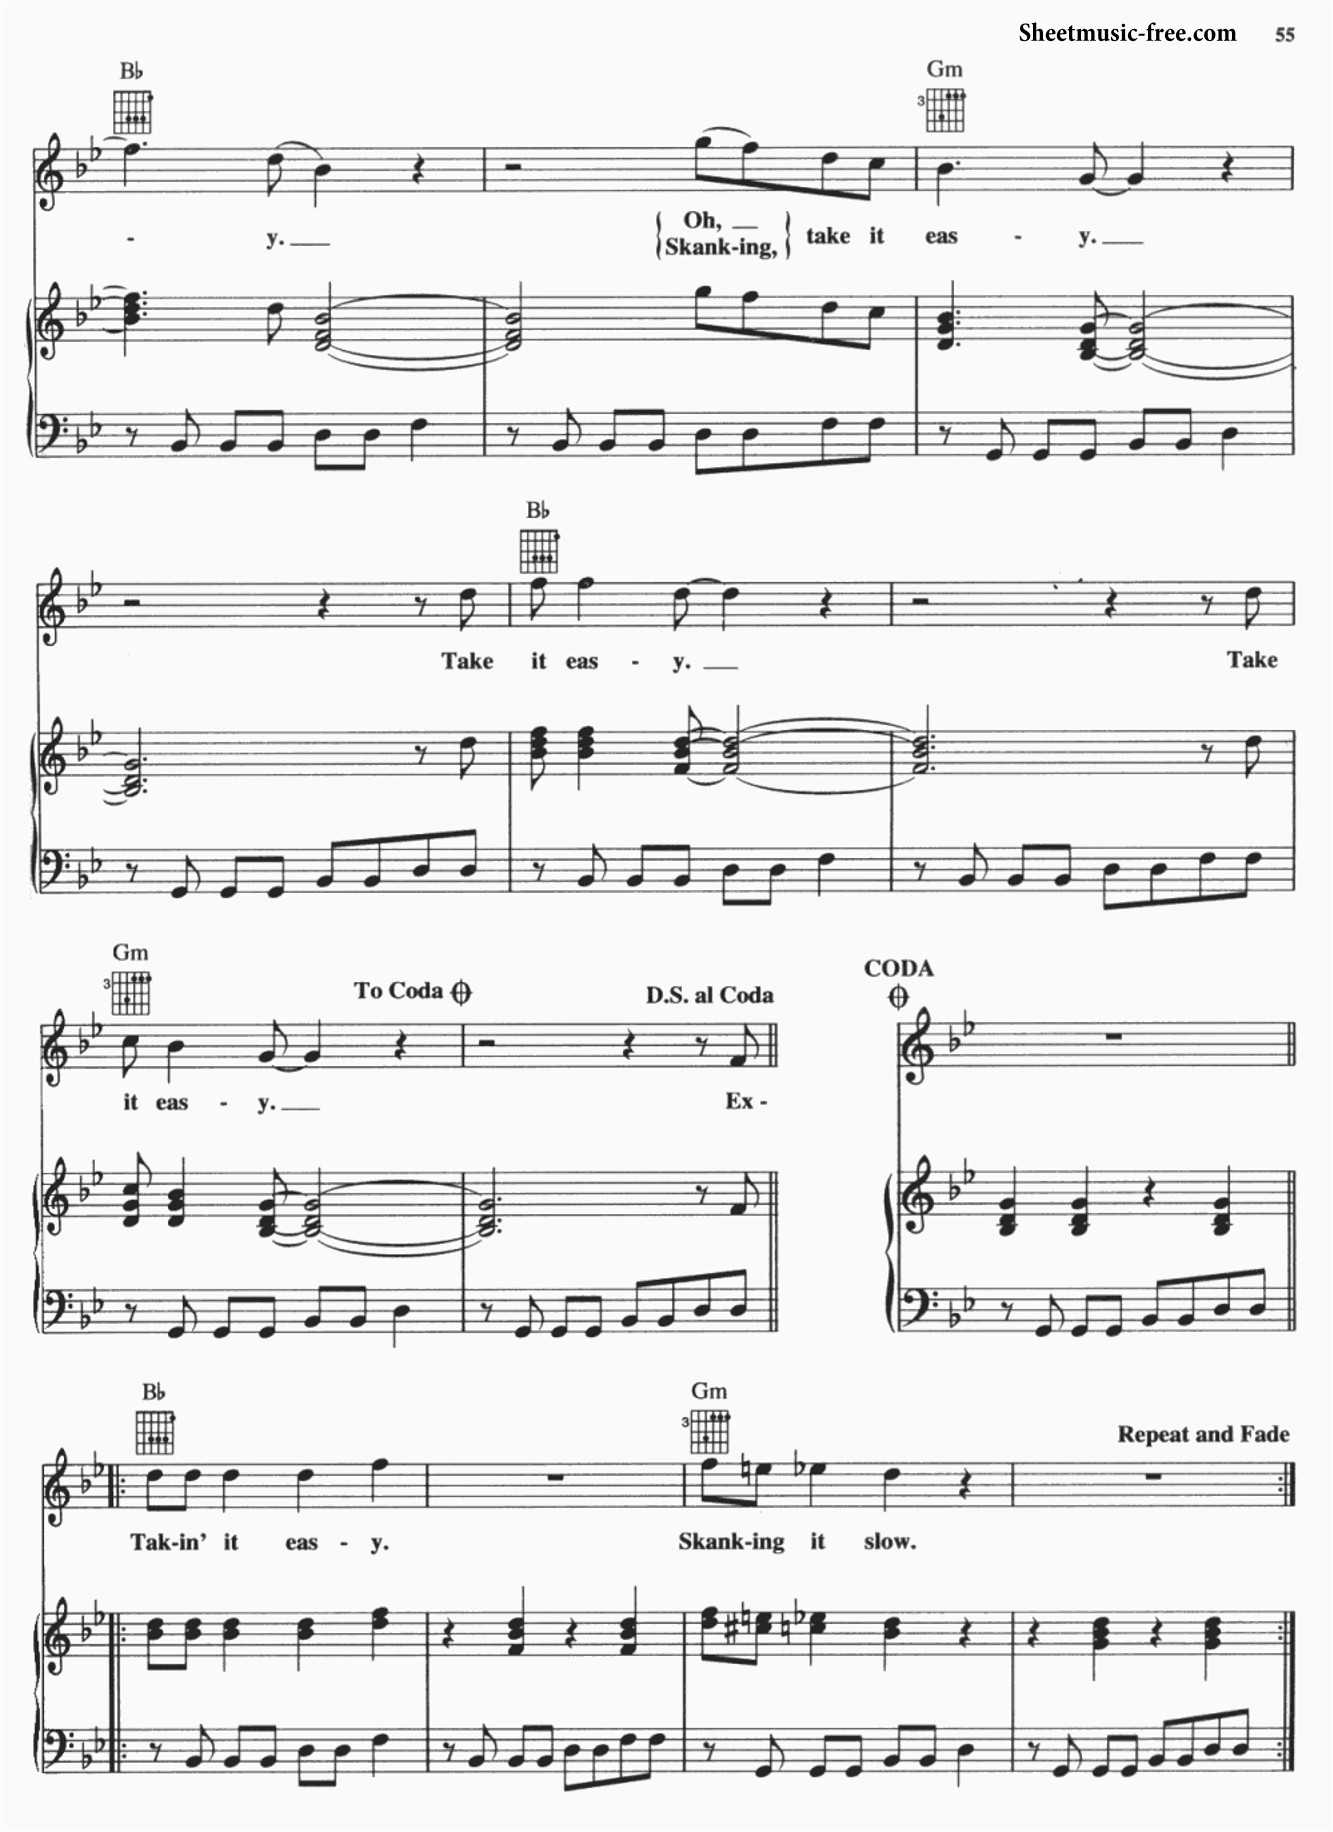 Sheetmusic-free.com 55
B♭ Gm
3
- y. Oh, take it eas - y.
Skank-ing,
B♭
Take it eas - y. Take
Gm
3
To Coda D.S. al Coda CODA
it eas - y. Ex -
B♭ Gm
3
Repeat and Fade
Tak-in' it eas - y. Skank-ing it slow.